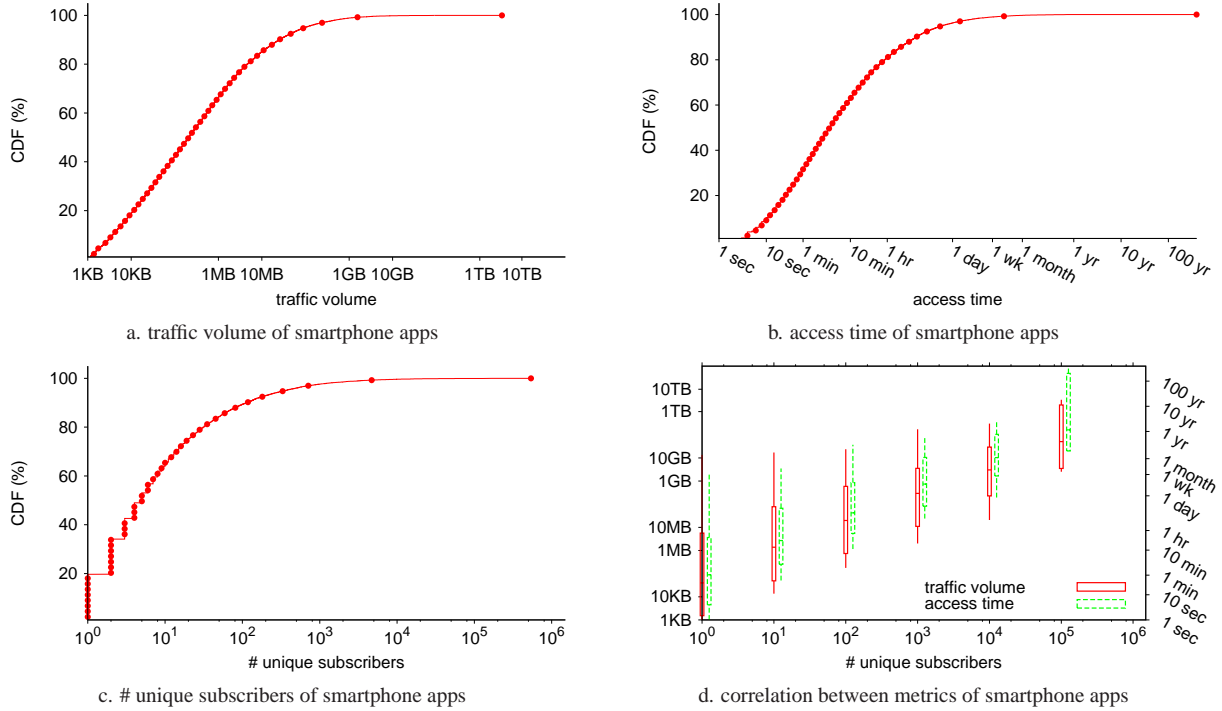 100
80
60
40
20
CDF (%)
1KB 10KB 1MB 10MB 1GB 10GB 1TB 10TB
traffic volume
a. traffic volume of smartphone apps
100
80
60
40
20
CDF (%)
1 sec 10 sec 1 min 10 min 1 hr 1 day 1 wk 1 month 1 yr 10 yr 100 yr
access time
b. access time of smartphone apps
100
80
60
40
20
CDF (%)
10^0 10^1 10^2 10^3 10^4 10^5 10^6
# unique subscribers
c. # unique subscribers of smartphone apps
10TB
1TB
10GB
1GB
10MB
1MB
10KB
1KB
100 yr
10 yr
1 yr
1 month
1 wk
1 day
1 hr
10 min
1 min
10 sec
1 sec
traffic volume
access time
10^0 10^1 10^2 10^3 10^4 10^5 10^6
# unique subscribers
d. correlation between metrics of smartphone apps